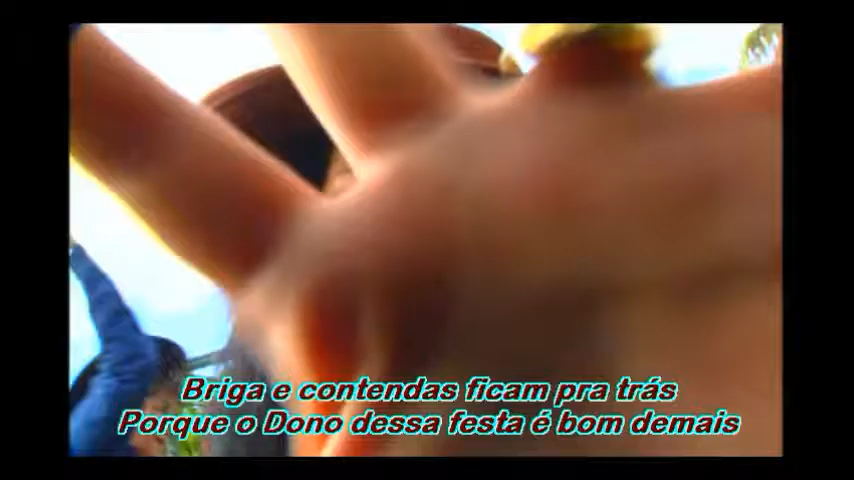 Briga e contendas ficam pra trás
Porque o Dono dessa festa é bom demais